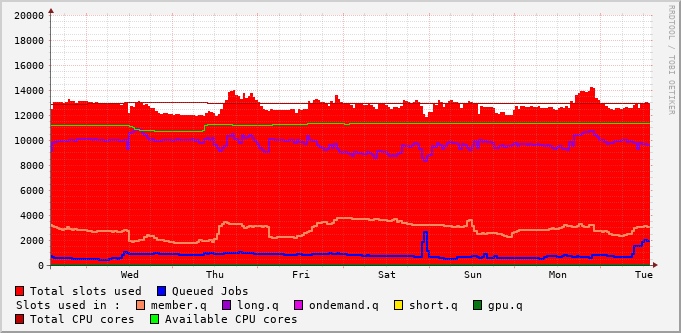 20000
18000
16000
14000
12000
10000
8000
6000
4000
2000
0
Wed Thu Fri Sat Sun Mon Tue
RRDTOOL / TOBI OETIKER
Total slots used Queued Jobs
Slots used in : member.q long.q ondemand.q short.q gpu.q
Total CPU cores Available CPU cores